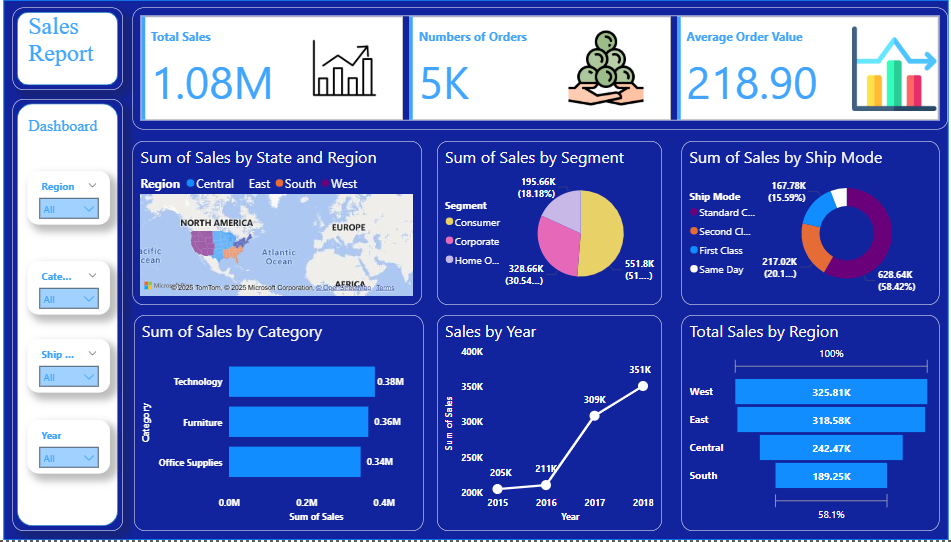 Sales
Report
Total Sales
1.08M
Numbers of Orders
5K
Average Order Value
218.90
Dashboard
Region
All
Cate...
All
Ship ...
All
Year
All
Sum of Sales by State and Region
Region Central East South West
NORTH AMERICA
EUROPE
acific
cean
Atlantic
Ocean
AFRICA
Microsoft
© 2025 TomTom, © 2025 Microsoft Corporation, © OpenStreetMap Terms
Sum of Sales by Segment
Segment
Consumer
Corporate
Home O...
195.66K
(18.18%)
328.66K
(30.54...)
551.8K
(51....)
Sum of Sales by Ship Mode
Ship Mode
Standard C...
Second Cl...
First Class
Same Day
167.78K
(15.59%)
217.02K
(20.1...)
628.64K
(58.42%)
Sum of Sales by Category
Category
Technology 0.38M
Furniture 0.36M
Office Supplies 0.34M
0.0M 0.2M 0.4M
Sum of Sales
Sales by Year
Sum of Sales
400K
350K
300K
250K
200K
205K
211K
309K
351K
2015 2016 2017 2018
Year
Total Sales by Region
100%
West 325.81K
East 318.58K
Central 242.47K
South 189.25K
58.1%